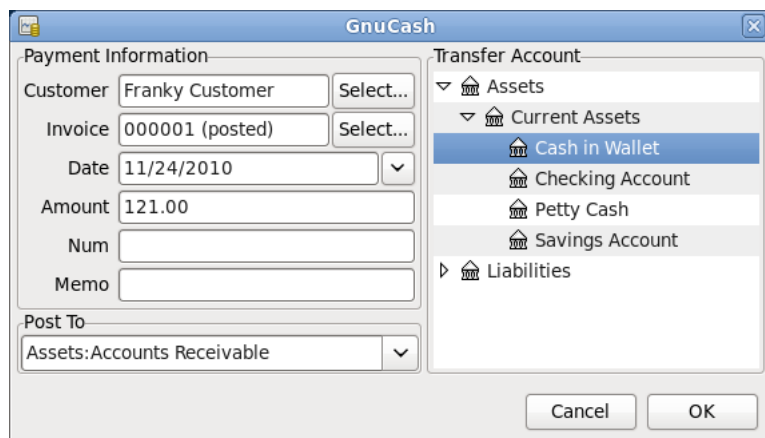 GnuCash
Payment Information
Customer Franky Customer Select...
Invoice 000001 (posted) Select...
Date 11/24/2010
Amount 121.00
Num
Memo
Post To
Assets:Accounts Receivable
Transfer Account
Assets
Current Assets
Cash in Wallet
Checking Account
Petty Cash
Savings Account
Liabilities
Cancel OK